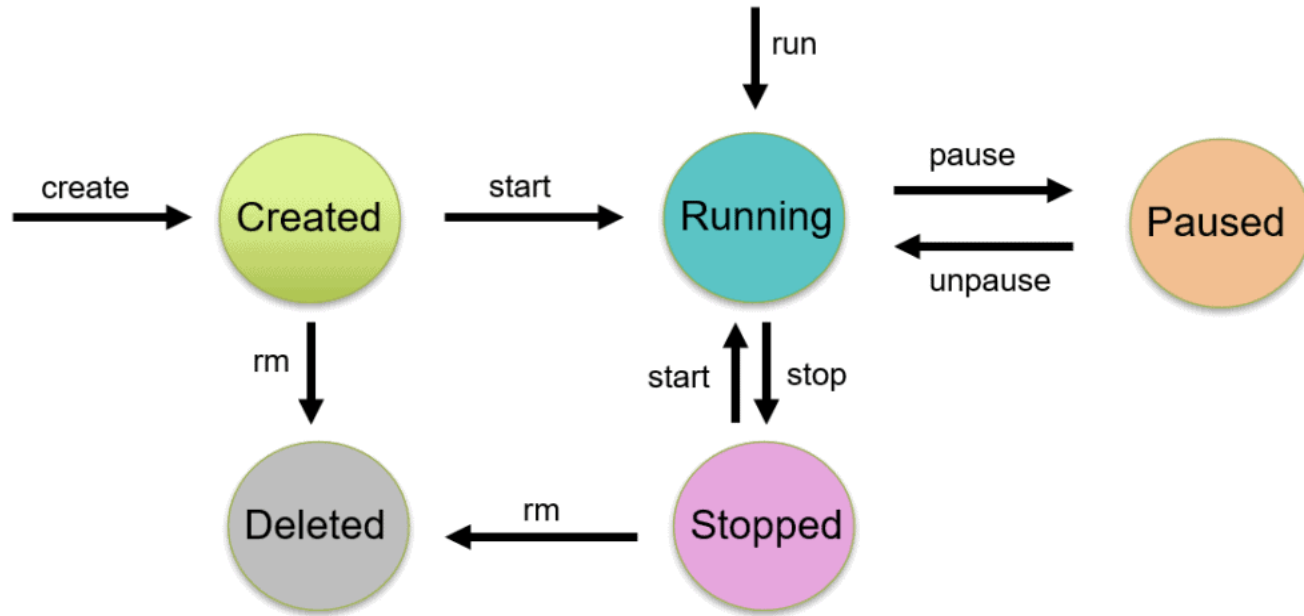 run
create
Created
start
Running
pause
Paused
unpause
rm
start
stop
Deleted
rm
Stopped